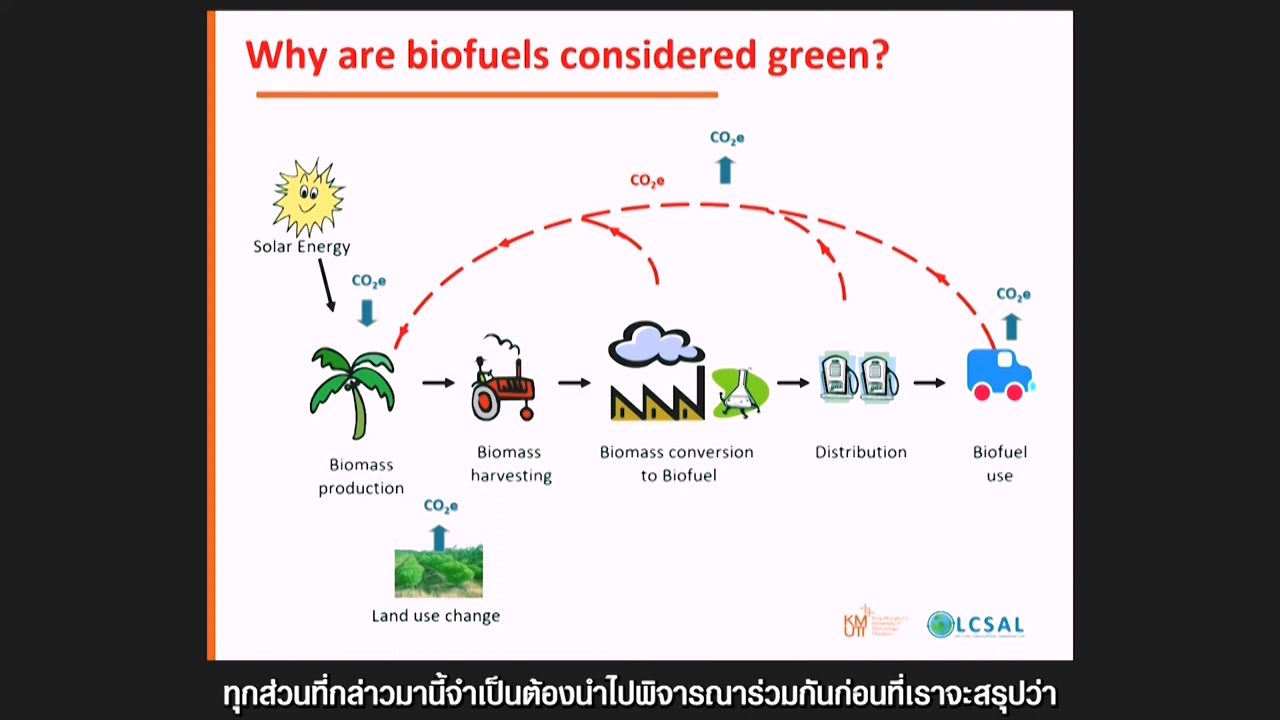 Why are biofuels considered green?
CO₂e
CO₂e
Solar Energy
CO₂e
CO₂e
Biomass
production
Biomass
harvesting
Biomass conversion
to Biofuel
Distribution
Biofuel
use
CO₂e
Land use change
KMUTT
LCSAL
ทุกส่วนที่กล่าวมานี้จำเป็นต้องนำไปพิจารณาร่วมกันก่อนที่เราจะสรุปว่า